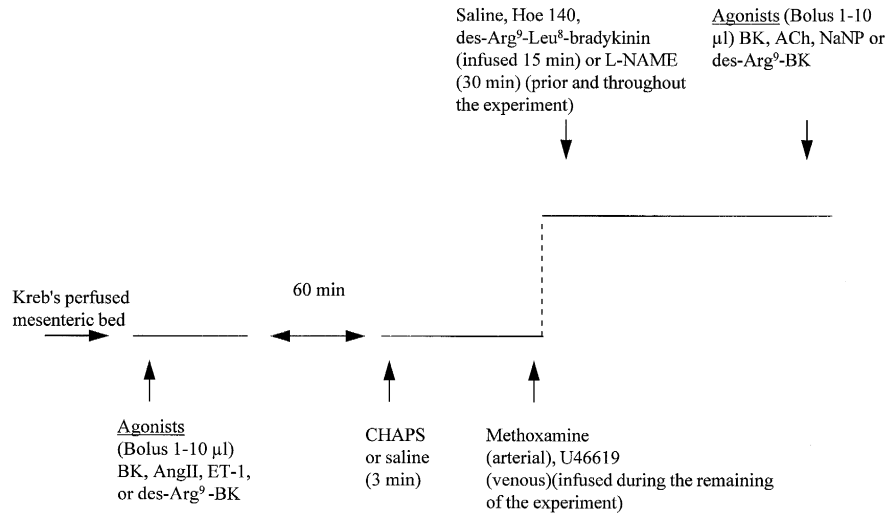 Saline, Hoe 140,
des-Arg⁹-Leu⁸-bradykinin
(infused 15 min) or L-NAME
(30 min) (prior and throughout
the experiment)
Agonists (Bolus 1-10
µl) BK, ACh, NaNP or
des-Arg⁹-BK
Kreb's perfused
mesenteric bed
60 min
Agonists
(Bolus 1-10 µl)
BK, AngII, ET-1,
or des-Arg⁹ -BK
CHAPS
or saline
(3 min)
Methoxamine
(arterial), U46619
(venous)(infused during the remaining
of the experiment)